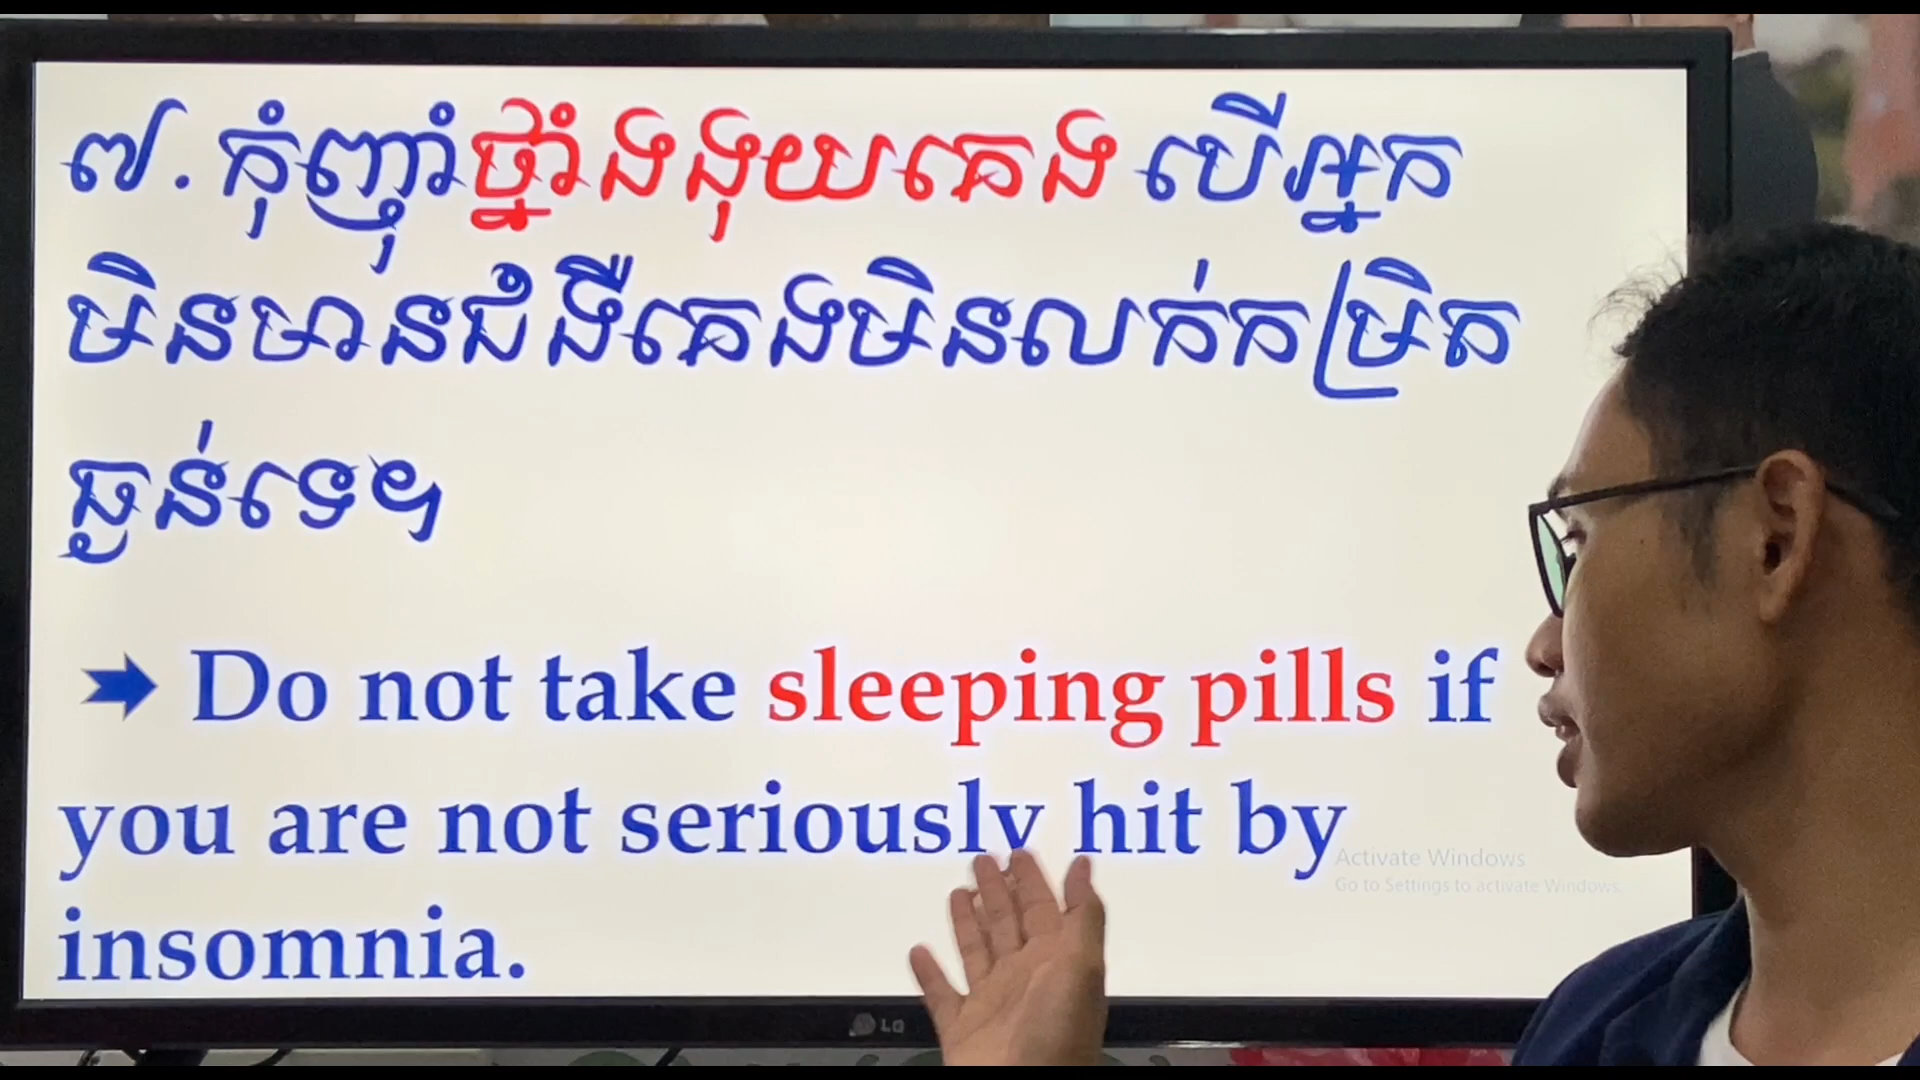 ៧. កុំញ៉ាំថ្នាំងងុយគេង បើអ្នក
មិនមានជំងឺគេងមិនលក់កម្រិត
ធ្ងន់ទេ។
Do not take sleeping pills if
you are not seriously hit by
insomnia.
Activate Windows
Go to Settings to activate Windows.
LG